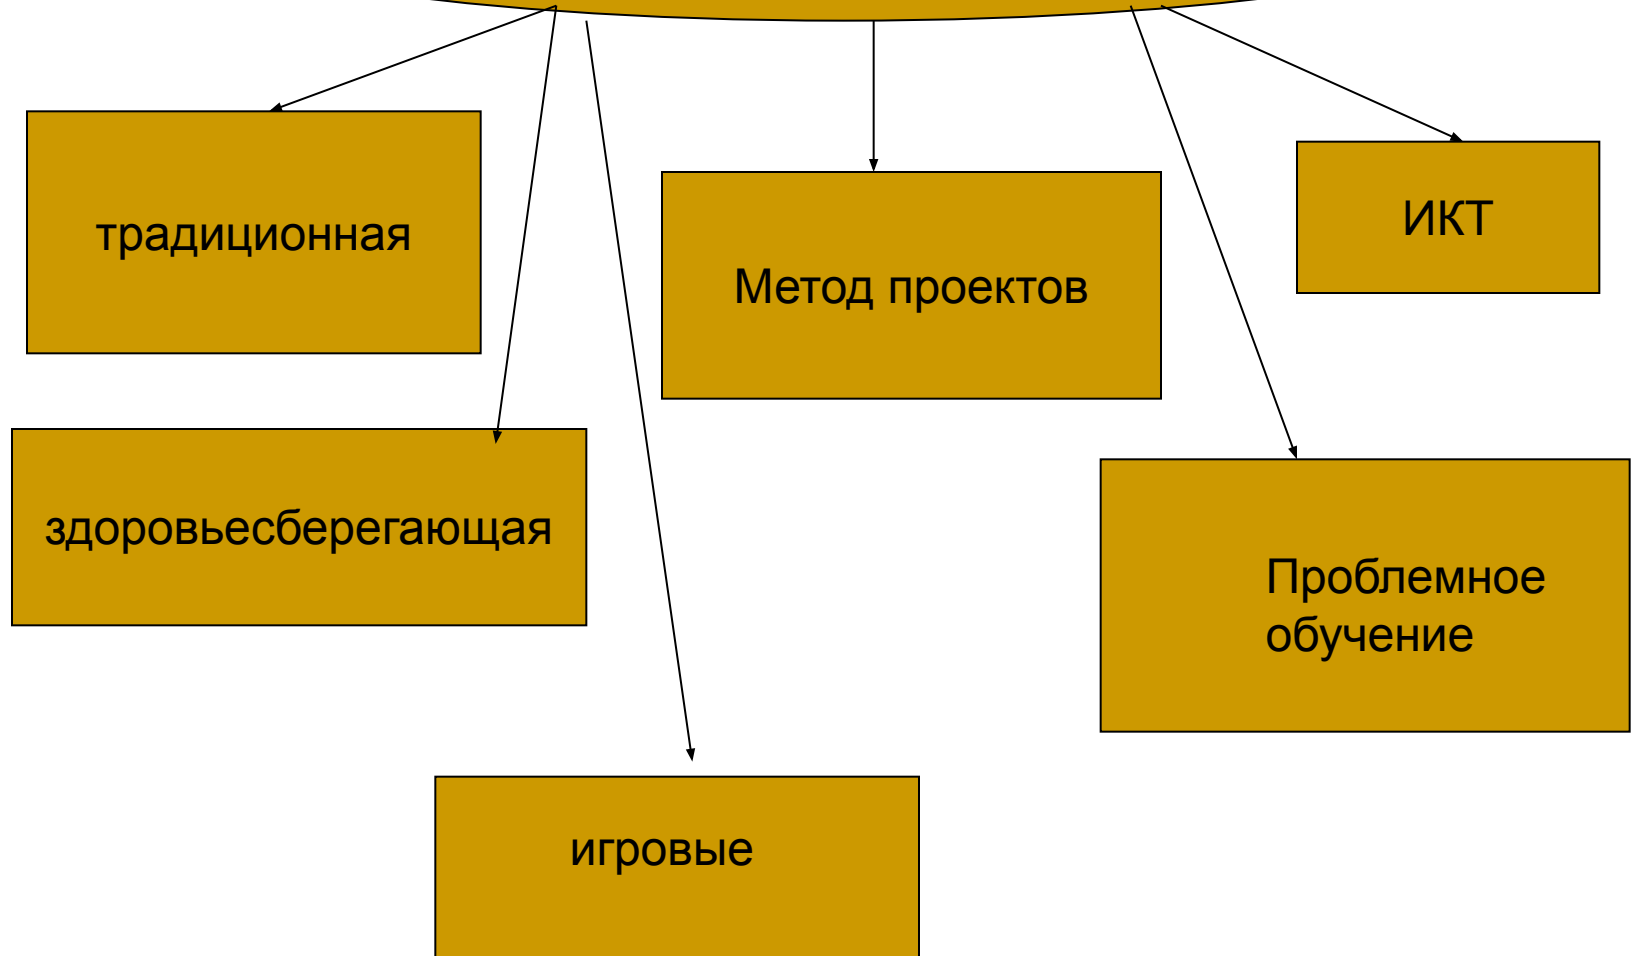 традиционная
Метод проектов
ИКТ
здоровьесберегающая
Проблемное
обучение
игровые